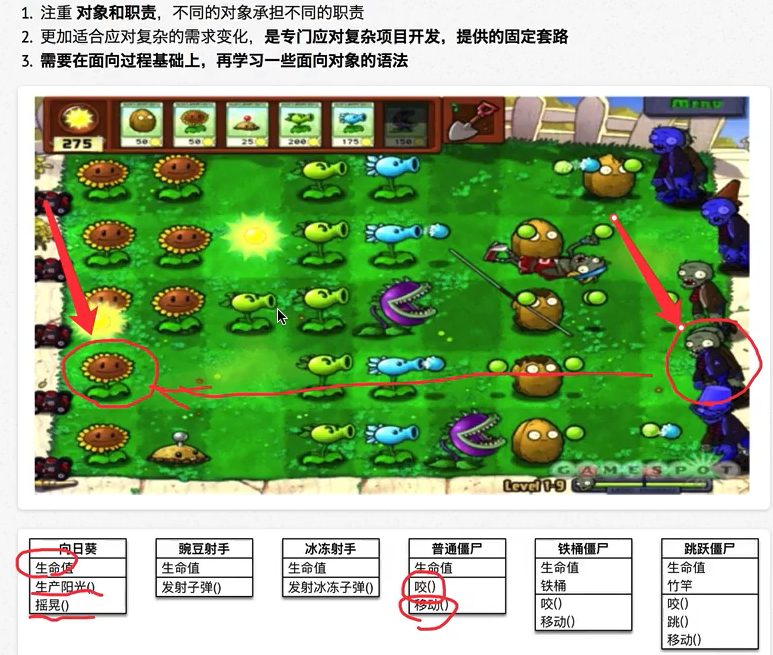 1. 注重 对象和职责，不同的对象承担不同的职责
2. 更加适合应对复杂的需求变化，是专门应对复杂项目开发，提供的固定套路
3. 需要在面向过程基础上，再学习一些面向对象的语法
MENU
275
50
50
25
200
175
150
GAMESPOT
Level 1-9
向日葵
生命值
生产阳光()
摇晃()
豌豆射手
生命值
发射子弹()
冰冻射手
生命值
发射冰冻子弹()
普通僵尸
生命值
咬()
移动()
铁桶僵尸
生命值
铁桶
咬()
移动()
跳跃僵尸
生命值
竹竿
咬()
跳()
移动()